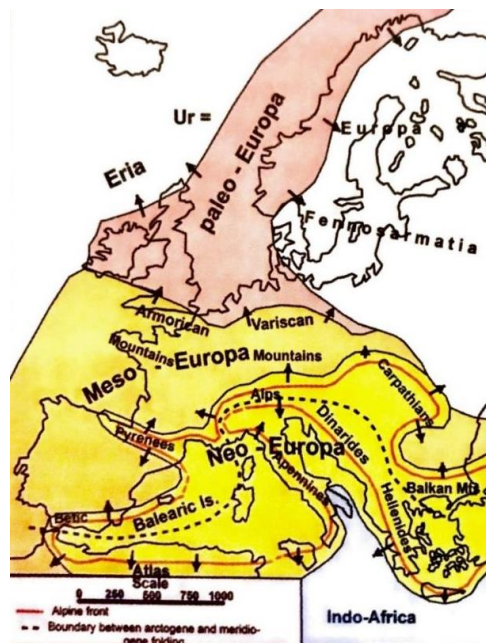 Ur =
Europa
paleo - Europa
Eria
Fennosarmatia
Armorican
Variscan
Mountains
- Europa
Mountains
Meso
Carpathians
Alps
Pyrenees
Dinarides
Neo - Europa
Apennines
Balkan Mts
Betic
Balearic Is.
Hellenides
Atlas
Scale
0 250 500 750 1000
Alpine front
Indo-Africa
Boundary between arctogene and meridio-
gene folding